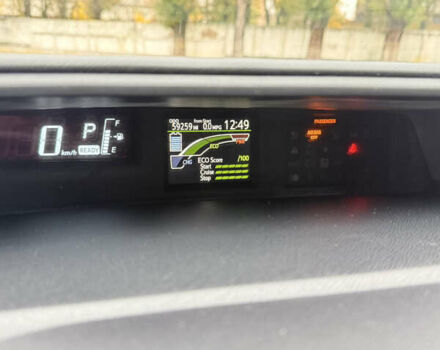 0 km/h P READY F E
ODO 59259 MI from Start 0.0 MPG 12:49
PWR
ECO
CHG
ECO Score /100
Start
Cruise
Stop
PASSENGER
AIRBAG
OFF